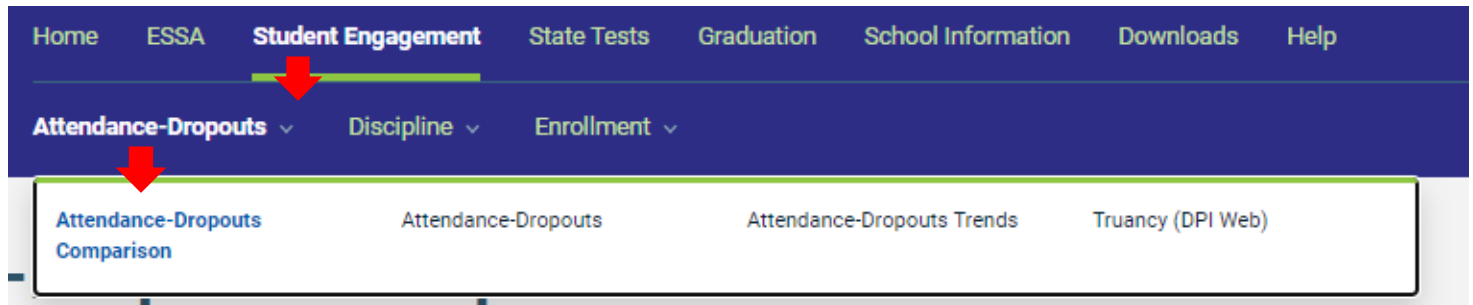 Home ESSA Student Engagement State Tests Graduation School Information Downloads Help
Attendance-Dropouts Discipline Enrollment
Attendance-Dropouts Comparison Attendance-Dropouts Attendance-Dropouts Trends Truancy (DPI Web)